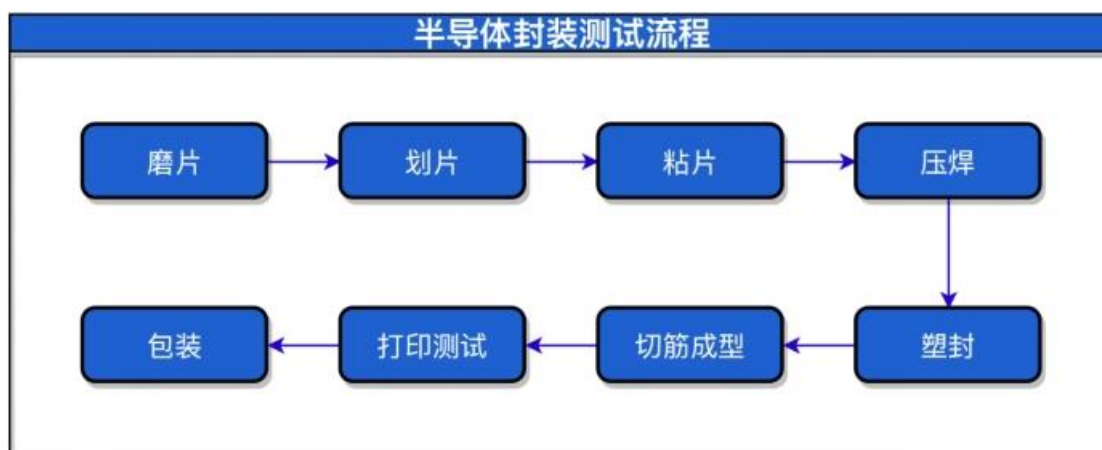 半导体封装测试流程
磨片
划片
粘片
压焊
塑封
切筋成型
打印测试
包装